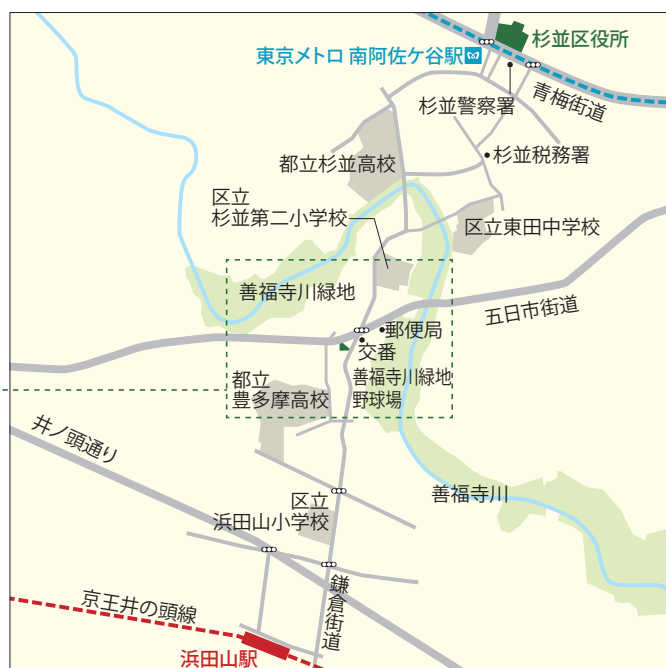 杉並区役所
東京メトロ 南阿佐ケ谷駅
青梅街道
杉並警察署
杉並税務署
都立杉並高校
区立
杉並第二小学校
区立東田中学校
善福寺川緑地
五日市街道
郵便局
交番
善福寺川緑地
野球場
都立
豊多摩高校
井ノ頭通り
善福寺川
区立
浜田山小学校
鎌倉街道
京王井の頭線
浜田山駅